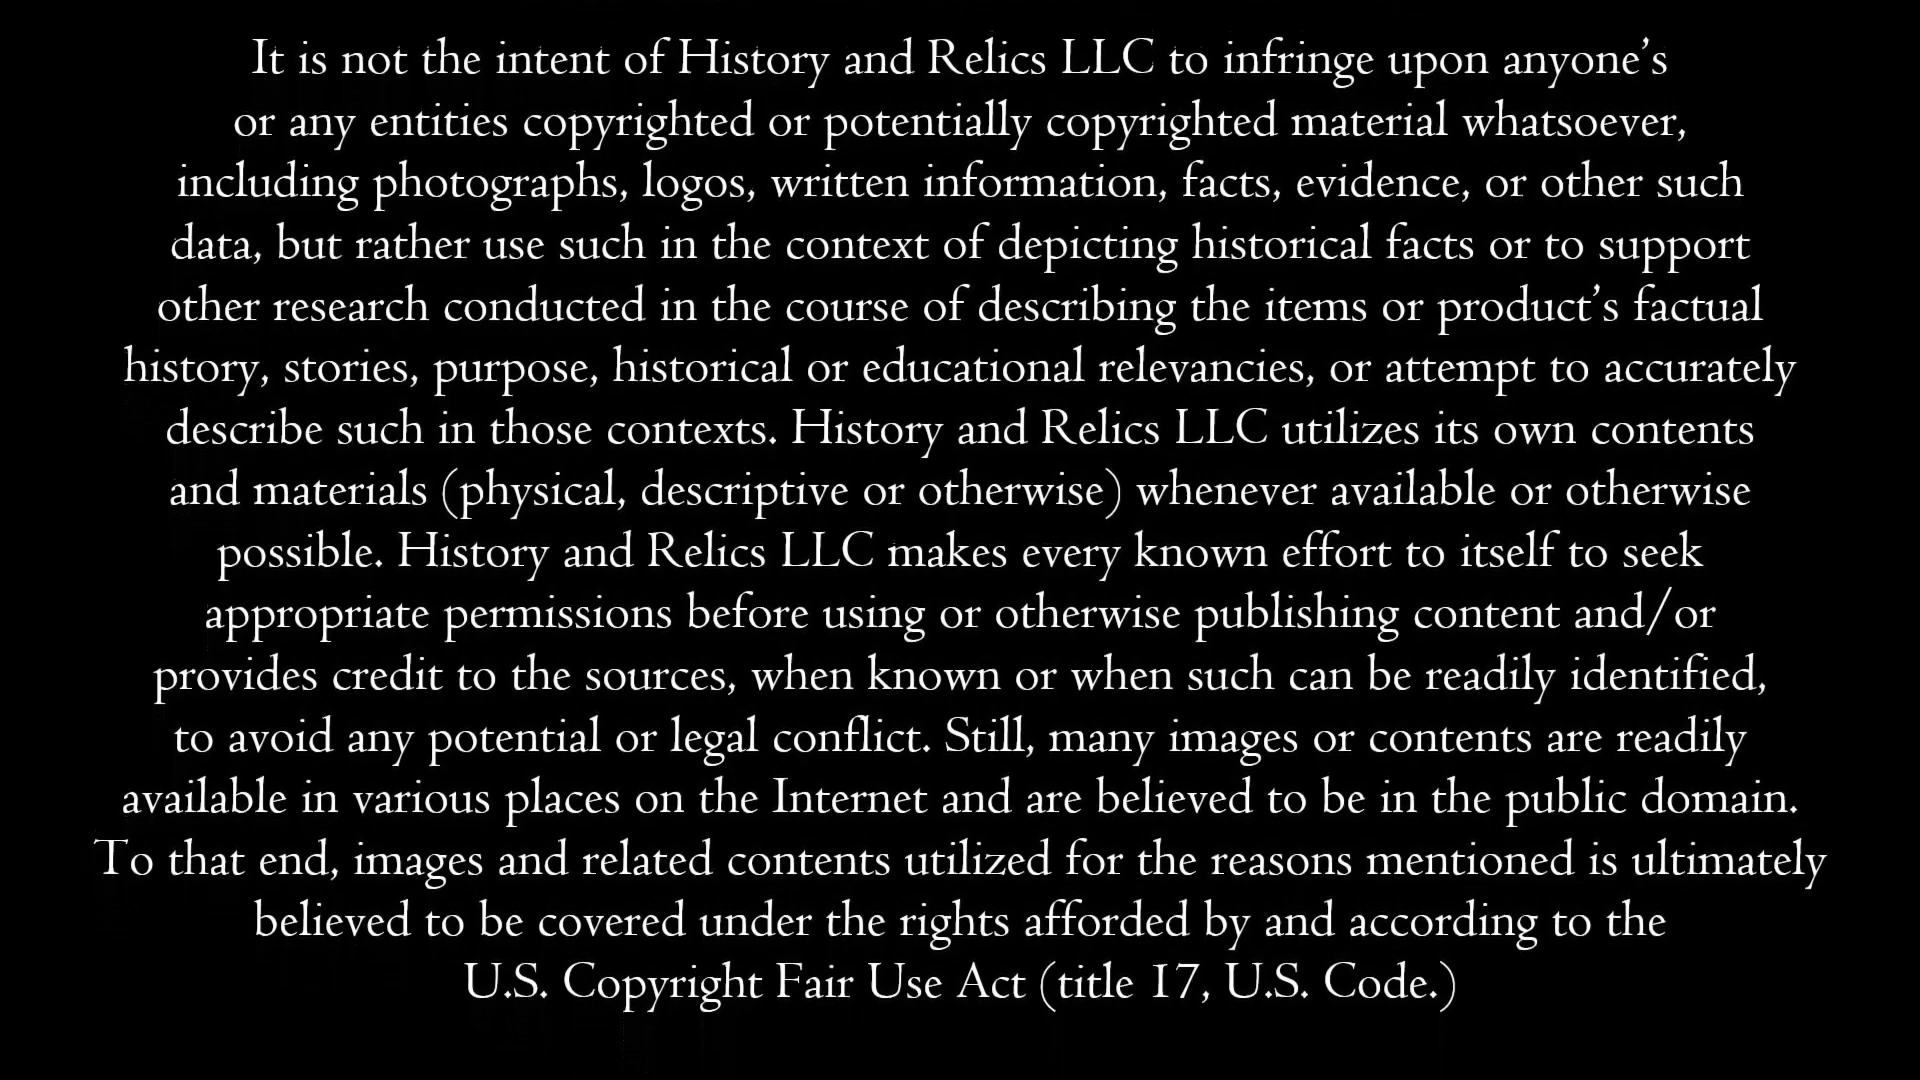 It is not the intent of History and Relics LLC to infringe upon anyone's
or any entities copyrighted or potentially copyrighted material whatsoever,
including photographs, logos, written information, facts, evidence, or other such
data, but rather use such in the context of depicting historical facts or to support
other research conducted in the course of describing the items or product's factual
history, stories, purpose, historical or educational relevancies, or attempt to accurately
describe such in those contexts. History and Relics LLC utilizes its own contents
and materials (physical, descriptive or otherwise) whenever available or otherwise
possible. History and Relics LLC makes every known effort to itself to seek
appropriate permissions before using or otherwise publishing content and/or
provides credit to the sources, when known or when such can be readily identified,
to avoid any potential or legal conflict. Still, many images or contents are readily
available in various places on the Internet and are believed to be in the public domain.
To that end, images and related contents utilized for the reasons mentioned is ultimately
believed to be covered under the rights afforded by and according to the
U.S. Copyright Fair Use Act (title 17, U.S. Code.)